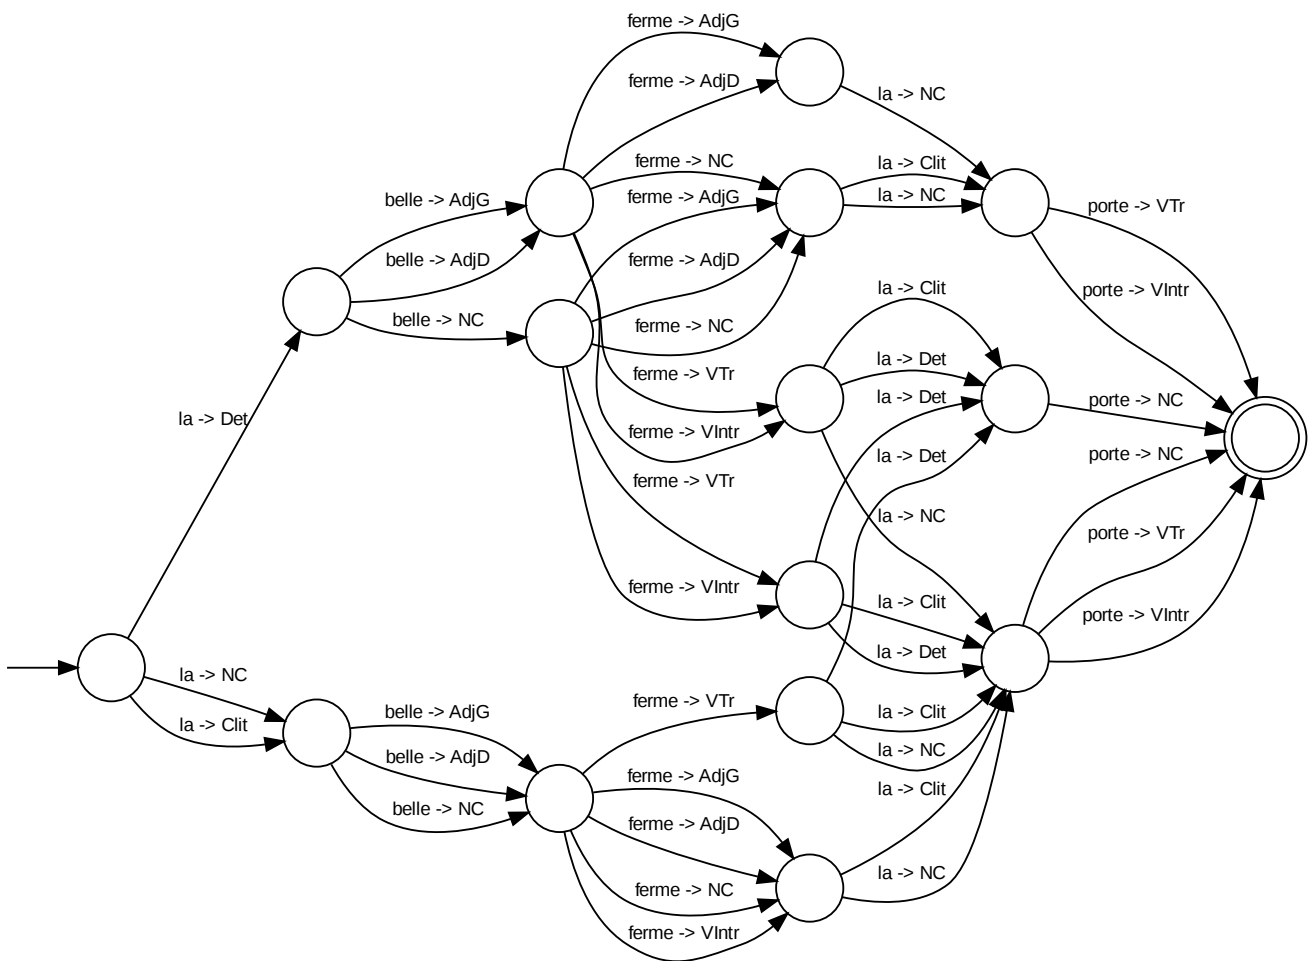 ferme -> AdjG
ferme -> AdjD
la -> NC
ferme -> NC
la -> Clit
belle -> AdjG
ferme -> AdjG
la -> NC
porte -> VTr
belle -> AdjD
ferme -> AdjD
la -> Clit
porte -> VIntr
belle -> NC
ferme -> NC
la -> Det
ferme -> VTr
la -> Det
porte -> NC
la -> Det
ferme -> VIntr
la -> Det
porte -> NC
ferme -> VTr
la -> NC
porte -> VTr
ferme -> VIntr
la -> Clit
porte -> VIntr
la -> Det
la -> NC
ferme -> VTr
la -> Clit
belle -> AdjG
la -> Clit
la -> NC
belle -> AdjD
ferme -> AdjG
la -> Clit
belle -> NC
ferme -> AdjD
la -> NC
ferme -> NC
ferme -> VIntr